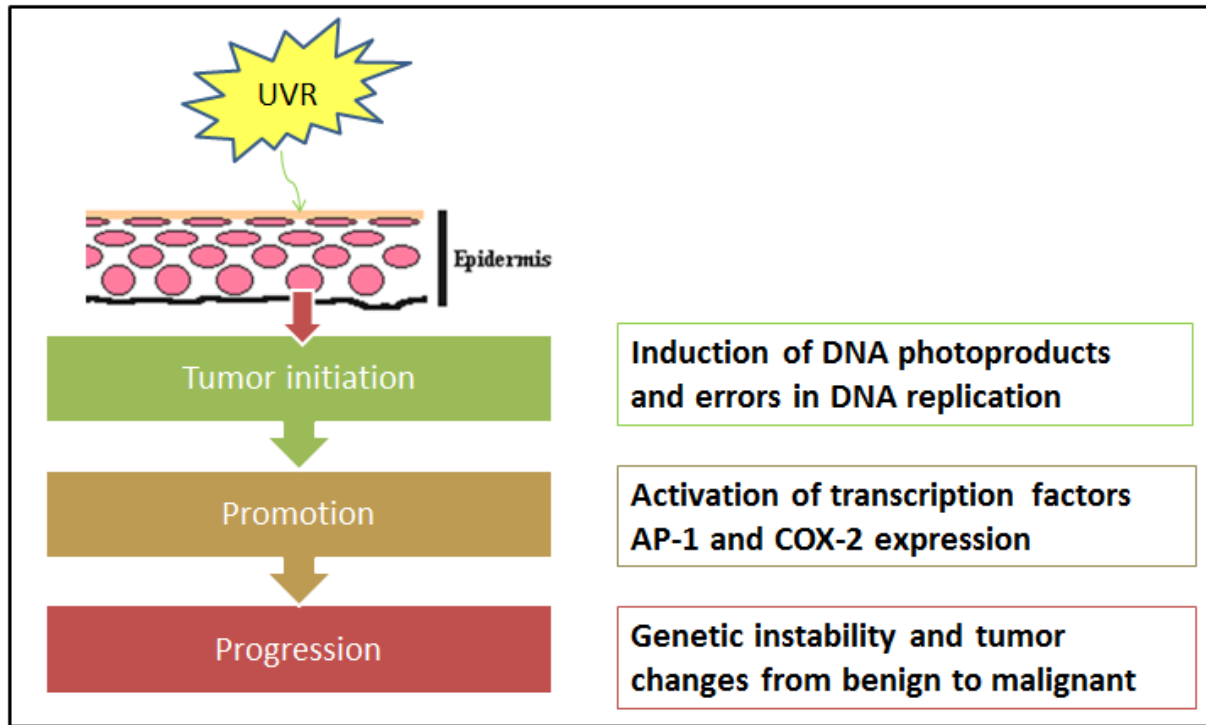 UVR
Epidermis
Tumor initiation
Induction of DNA photoproducts
and errors in DNA replication
Promotion
Activation of transcription factors
AP-1 and COX-2 expression
Progression
Genetic instability and tumor
changes from benign to malignant